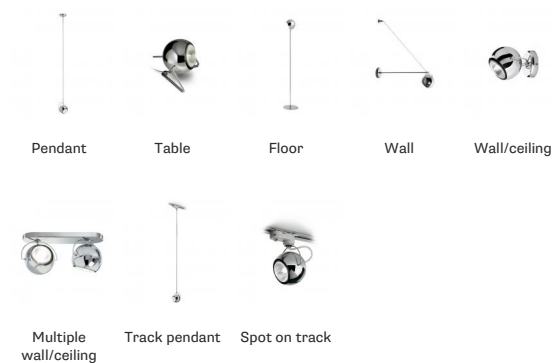 Pendant
Table
Floor
Wall
Wall/ceiling
Multiple
wall/ceiling
Track pendant
Spot on track